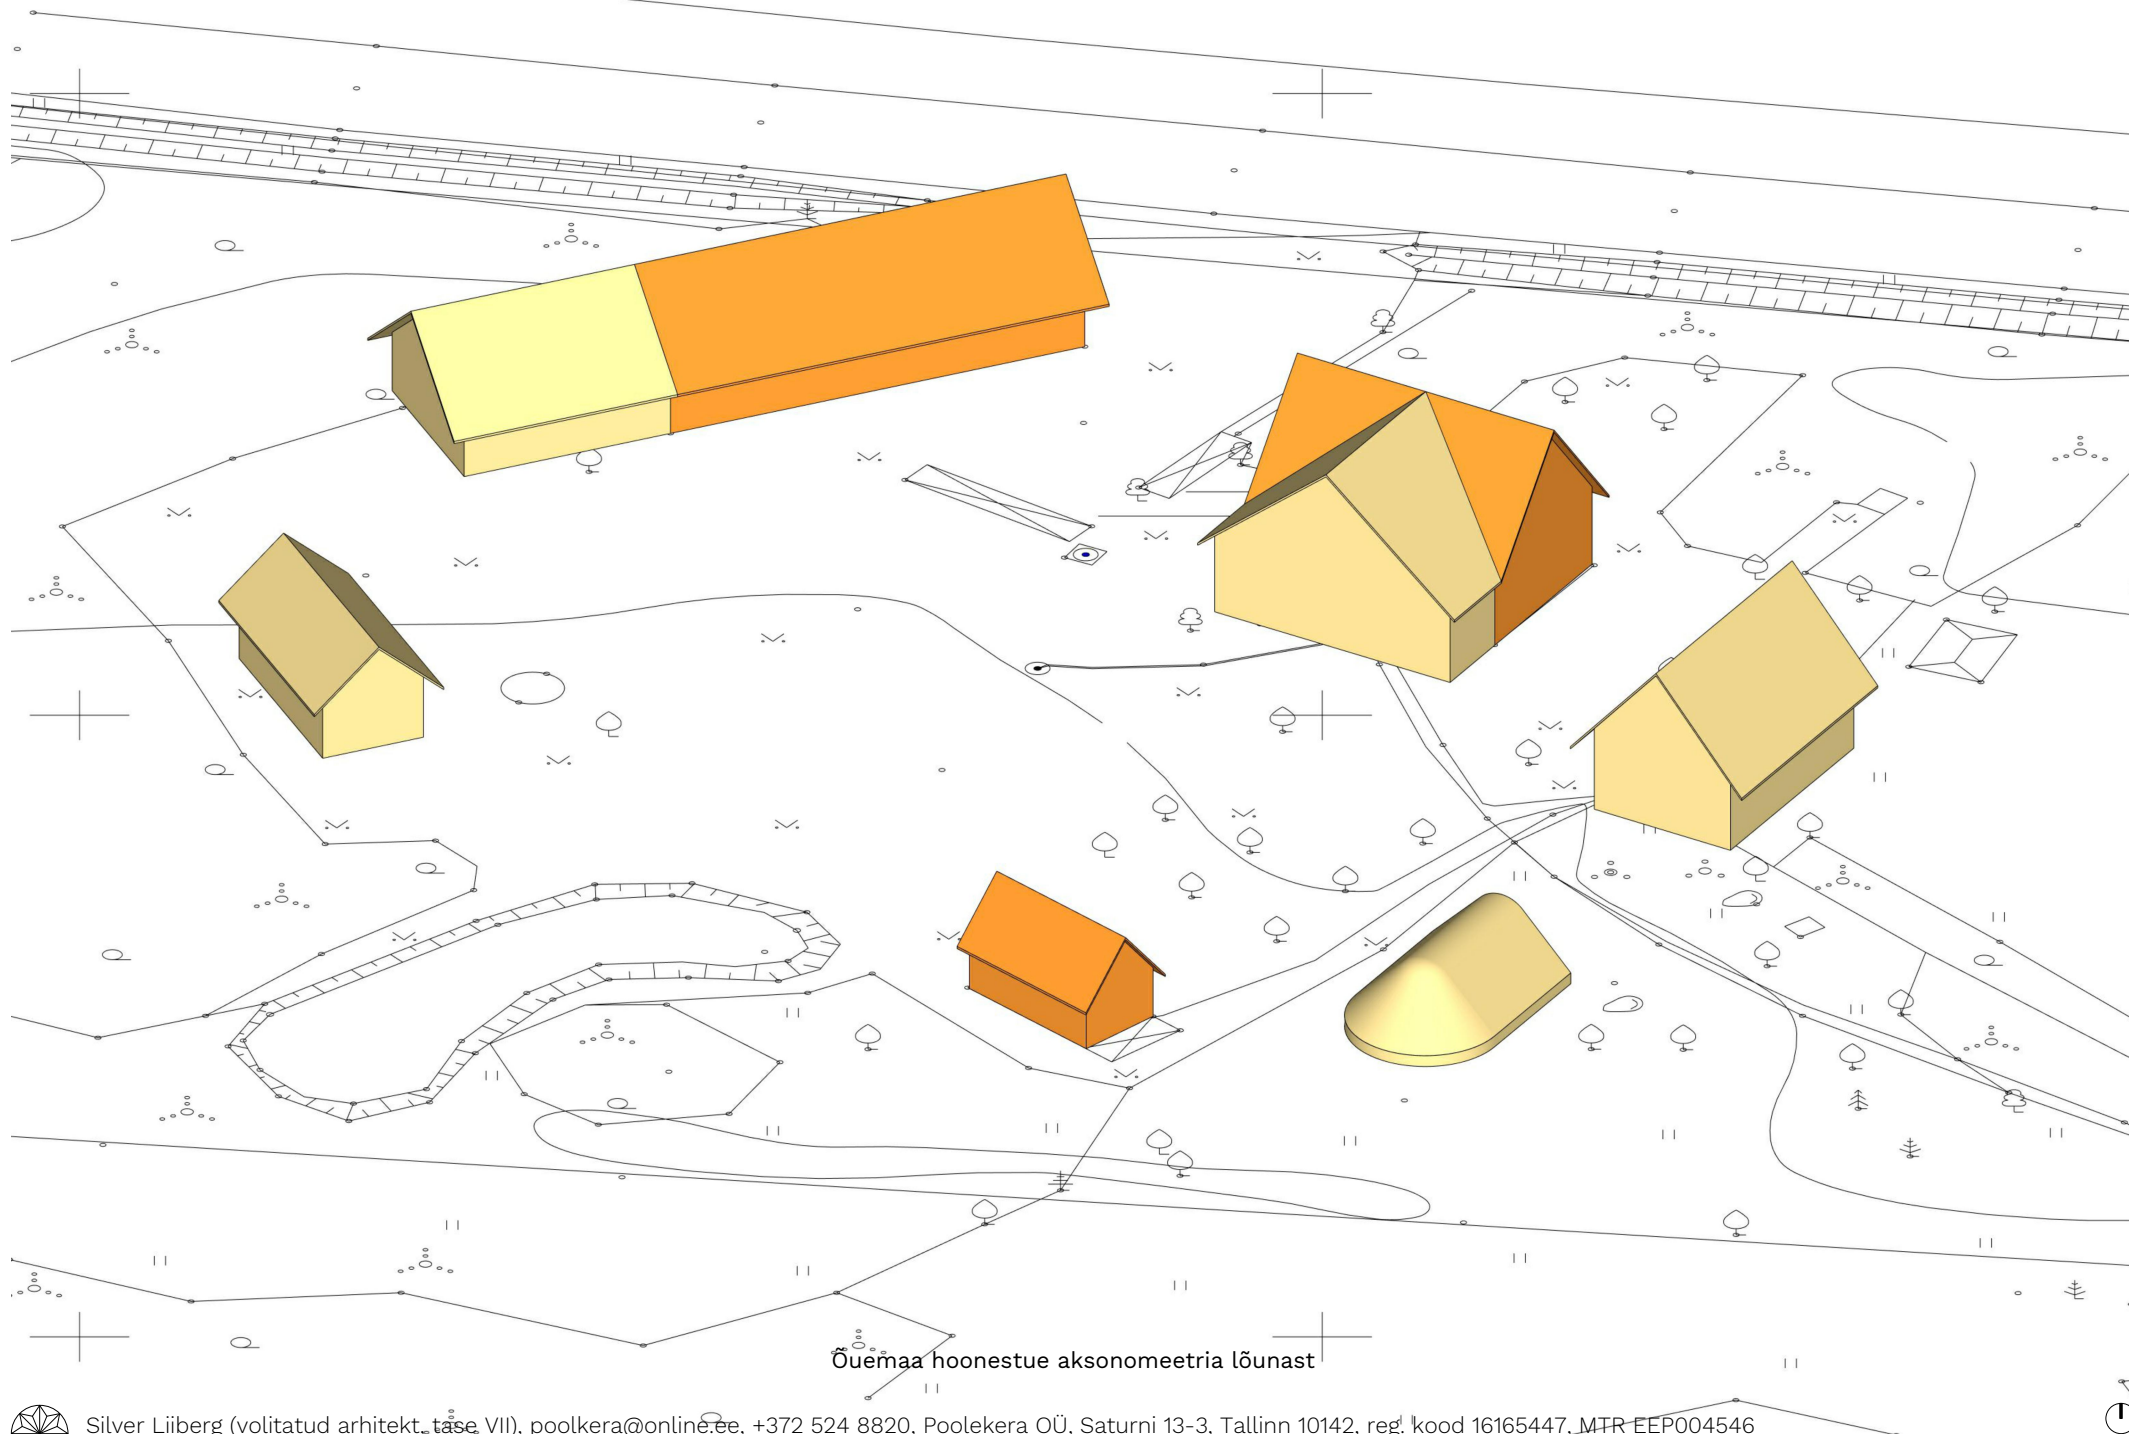 Õuemaa hoonestue aksonomeetria lõunast
Silver Liiberg (volitatud arhitekt, tase VII), poolkera@online.ee, +372 524 8820, Poolekera OÜ, Saturni 13-3, Tallinn 10142, reg. kood 16165447, MTR EEP004546